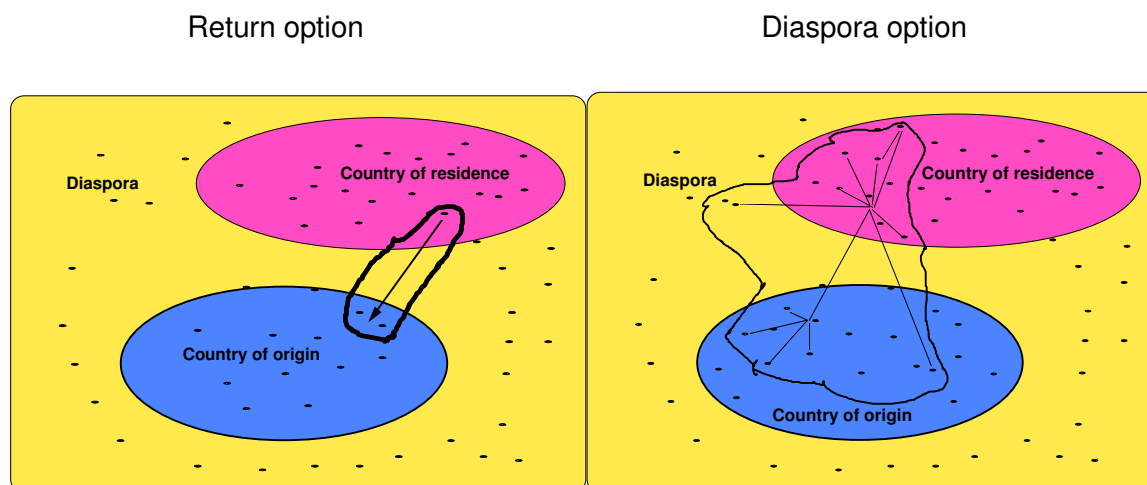 Return option
Diaspora option
Country of residence
Diaspora
Country of origin
Country of residence
Diaspora
Country of origin